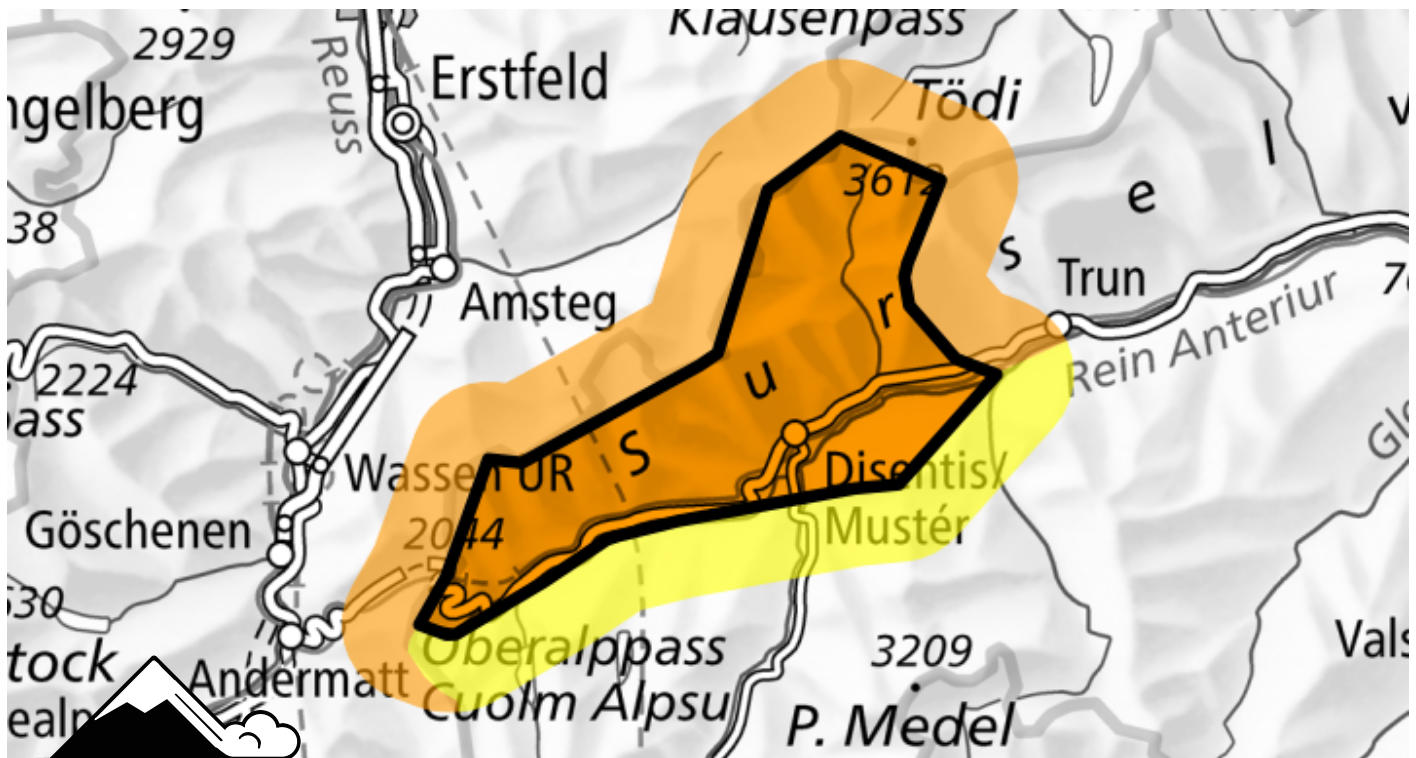 Klausenpass
2929
Reuss
Erstfeld
Tödi
ngelberg
3612
38
Amsteg
S u r s e l v
Trun
Rein Anteriur
2224
ass
Wassen UR
Disentis/
Mustér
Göschenen
2044
Oberalppass
Cuolm Alpsu
3209
P. Medel
Vals
tock
Andermatt
ealp